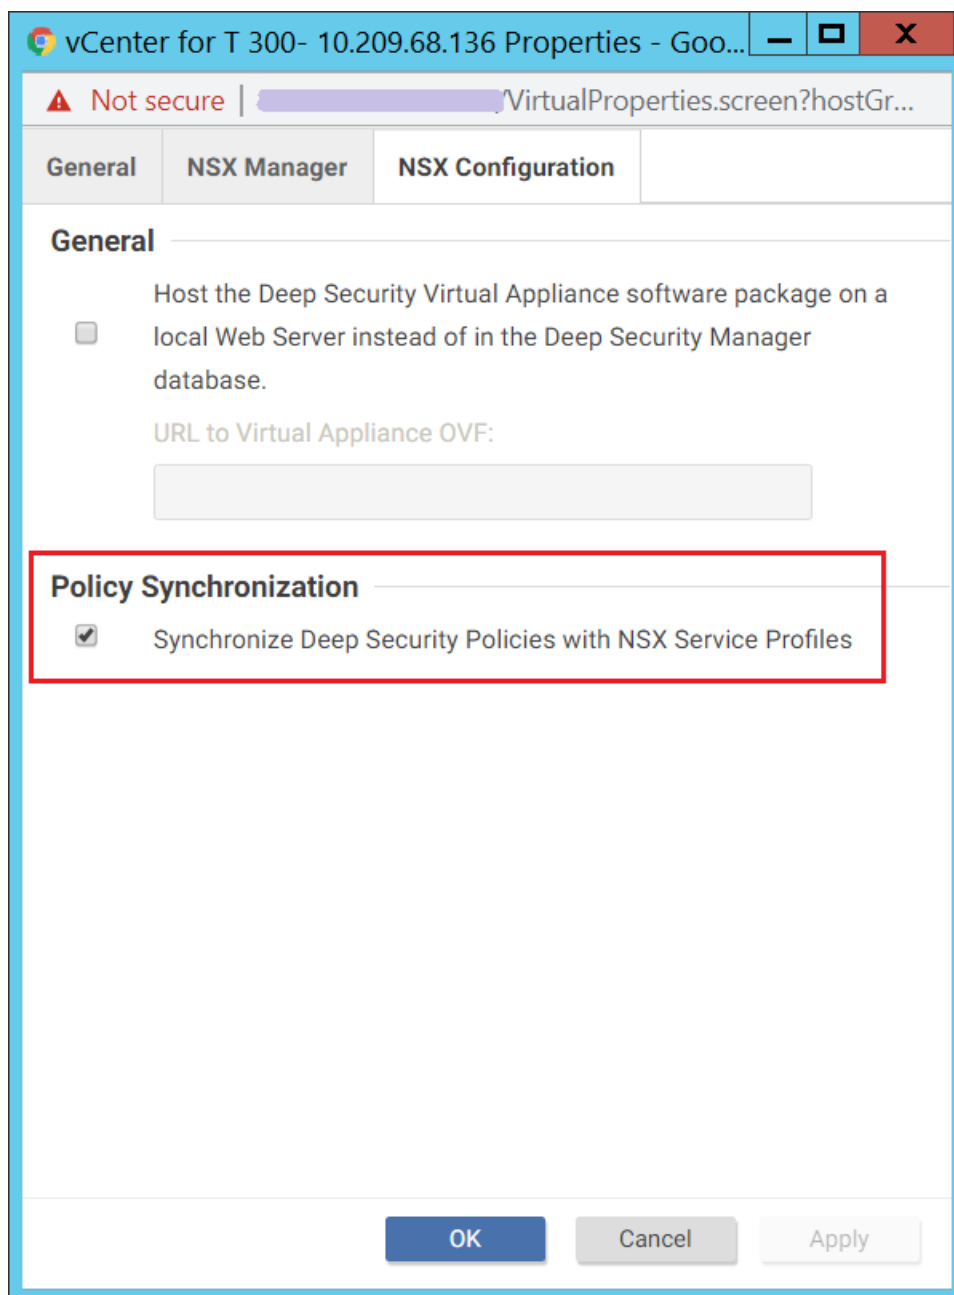 vCenter for T 300- 10.209.68.136 Properties - Goo...
Not secure | /VirtualProperties.screen?hostGr...
General NSX Manager NSX Configuration
General
Host the Deep Security Virtual Appliance software package on a
local Web Server instead of in the Deep Security Manager
database.
URL to Virtual Appliance OVF:
Policy Synchronization
Synchronize Deep Security Policies with NSX Service Profiles
OK Cancel Apply